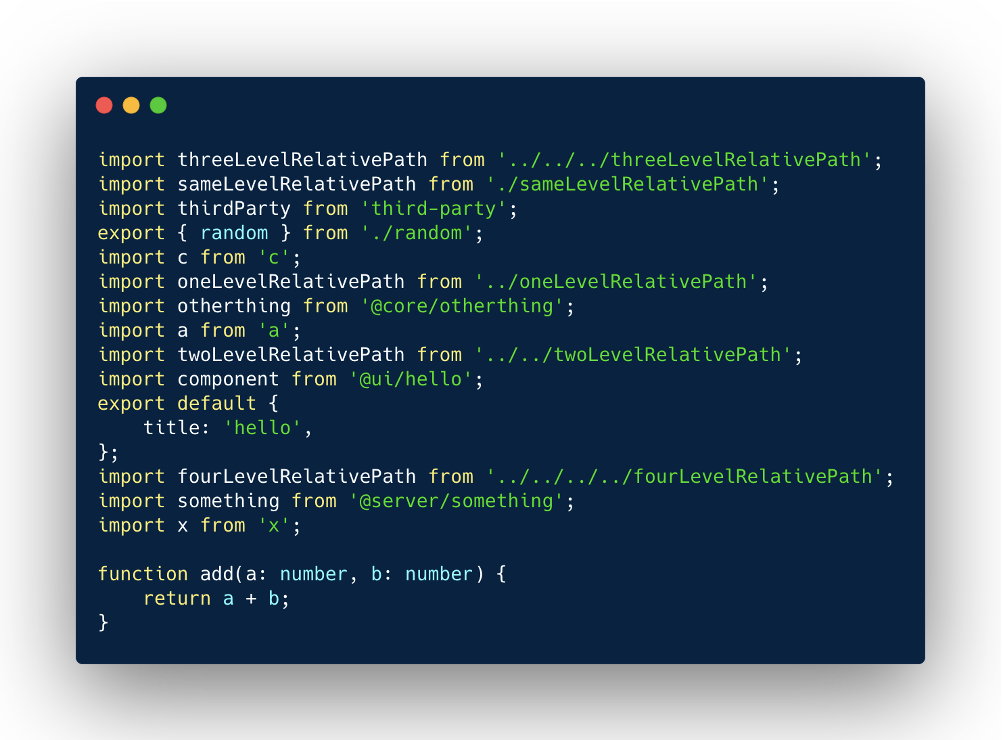 import threeLevelRelativePath from '../../../threeLevelRelativePath';
import sameLevelRelativePath from './sameLevelRelativePath';
import thirdParty from 'third-party';
export { random } from './random';
import c from 'c';
import oneLevelRelativePath from '../oneLevelRelativePath';
import otherthing from '@core/otherthing';
import a from 'a';
import twoLevelRelativePath from '../../twoLevelRelativePath';
import component from '@ui/hello';
export default {
    title: 'hello',
};
import fourLevelRelativePath from '../../../../fourLevelRelativePath';
import something from '@server/something';
import x from 'x';

function add(a: number, b: number) {
    return a + b;
}